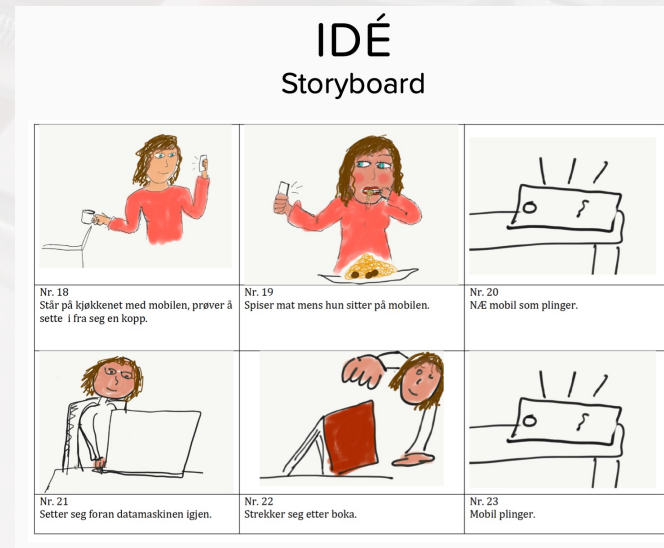 IDÉ
Storyboard
Nr. 18
Står på kjøkkenet med mobilen, prøver å
sette i fra seg en kopp.
Nr. 19
Spiser mat mens hun sitter på mobilen.
Nr. 20
NÆ mobil som plinger.
Nr. 21
Setter seg foran datamaskinen igjen.
Nr. 22
Strekker seg etter boka.
Nr. 23
Mobil plinger.